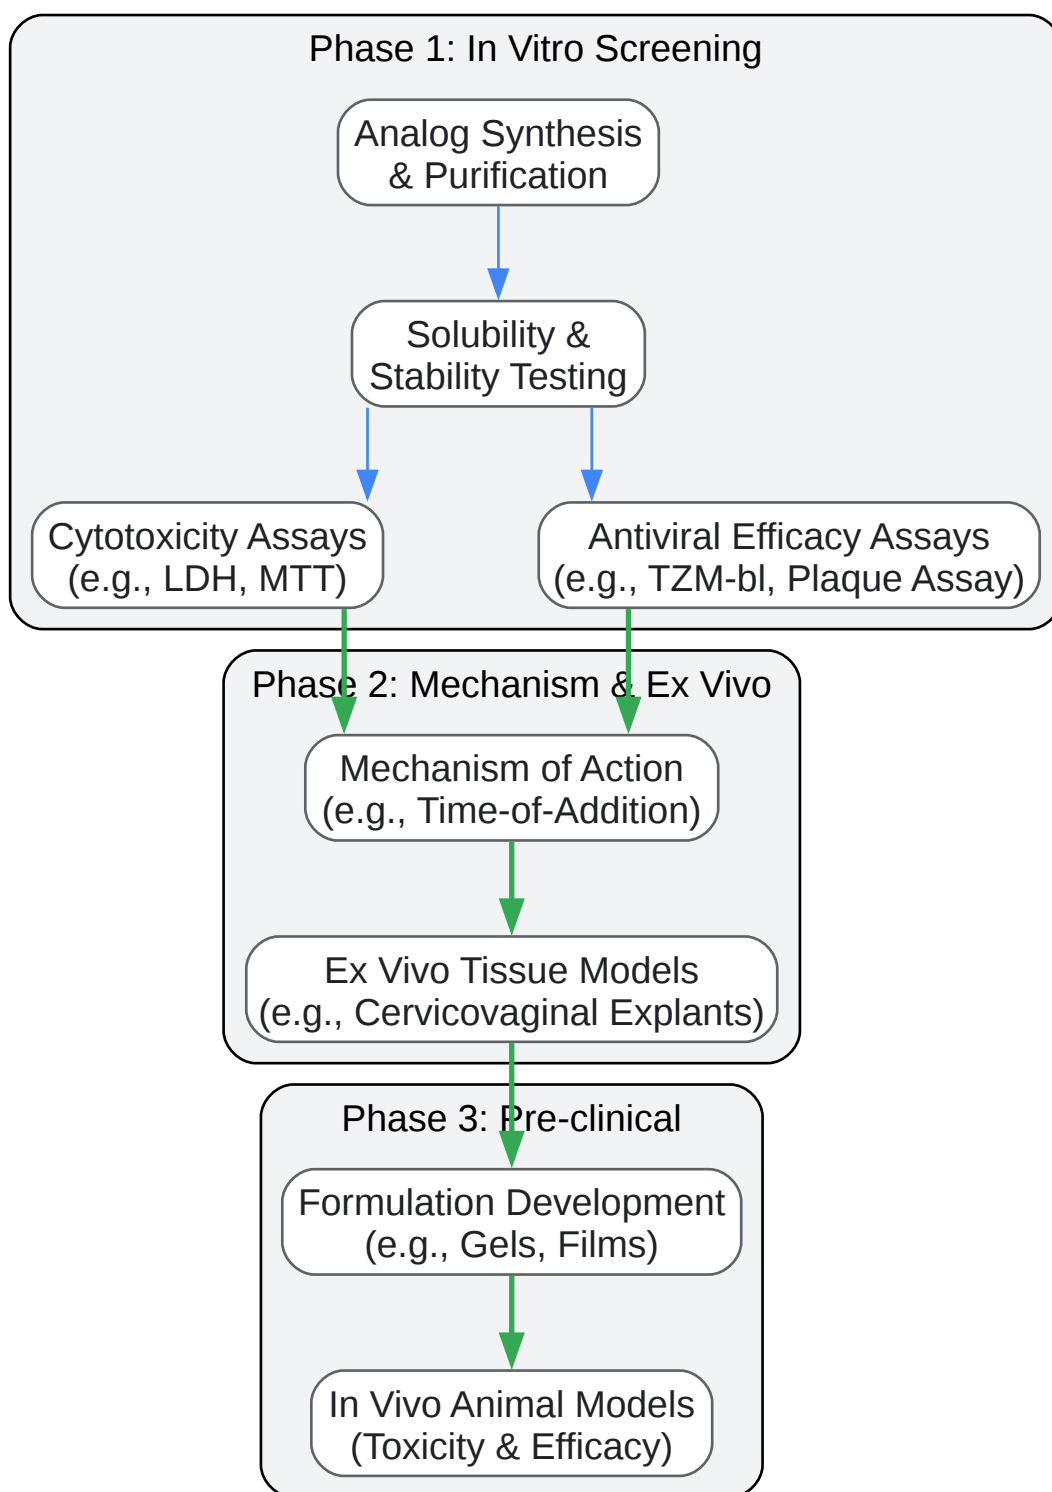 Phase 1: In Vitro Screening
Analog Synthesis
& Purification
Solubility &
Stability Testing
Cytotoxicity Assays
(e.g., LDH, MTT)
Antiviral Efficacy Assays
(e.g., TZM-bl, Plaque Assay)
Phase 2: Mechanism & Ex Vivo
Mechanism of Action
(e.g., Time-of-Addition)
Ex Vivo Tissue Models
(e.g., Cervicovaginal Explants)
Phase 3: Pre-clinical
Formulation Development
(e.g., Gels, Films)
In Vivo Animal Models
(Toxicity & Efficacy)